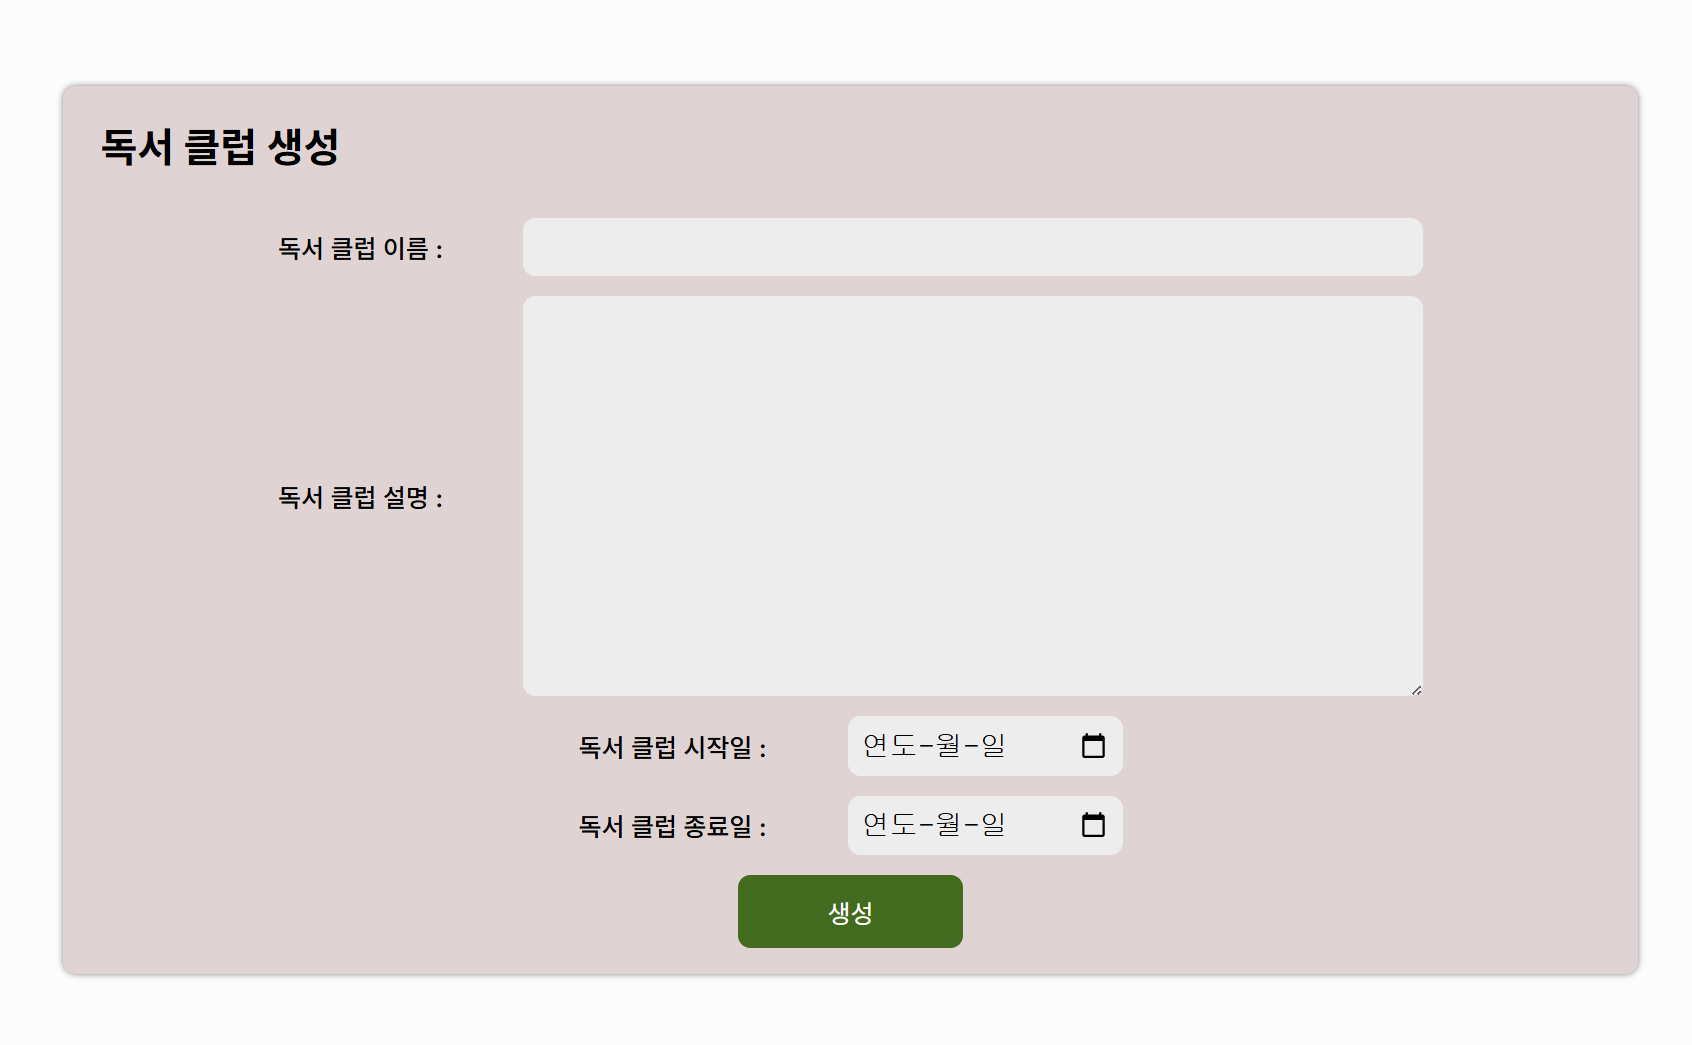 독서 클럽 생성
독서 클럽 이름 :
독서 클럽 설명 :
독서 클럽 시작일 : 연도-월-일
독서 클럽 종료일 : 연도-월-일
생성